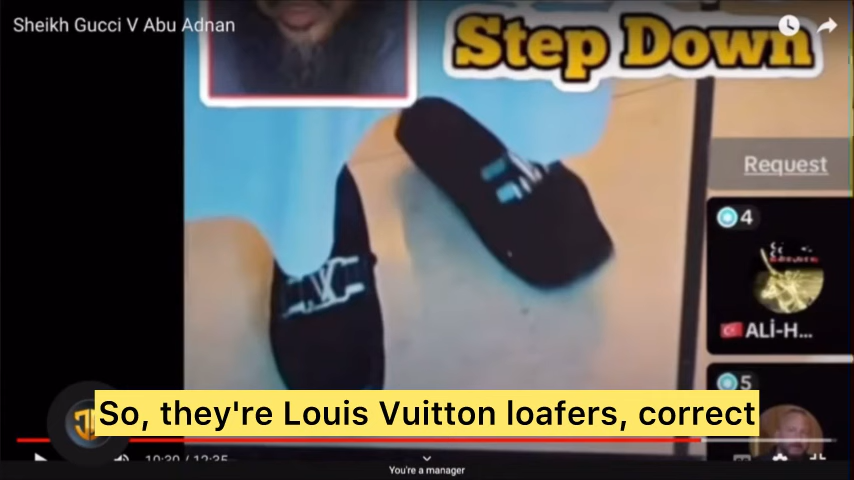 Sheikh Gucci V Abu Adnan
Step Down
Request
4
ALİ-H...
5
So, they're Louis Vuitton loafers, correct
10:30 / 12:35
You're a manager